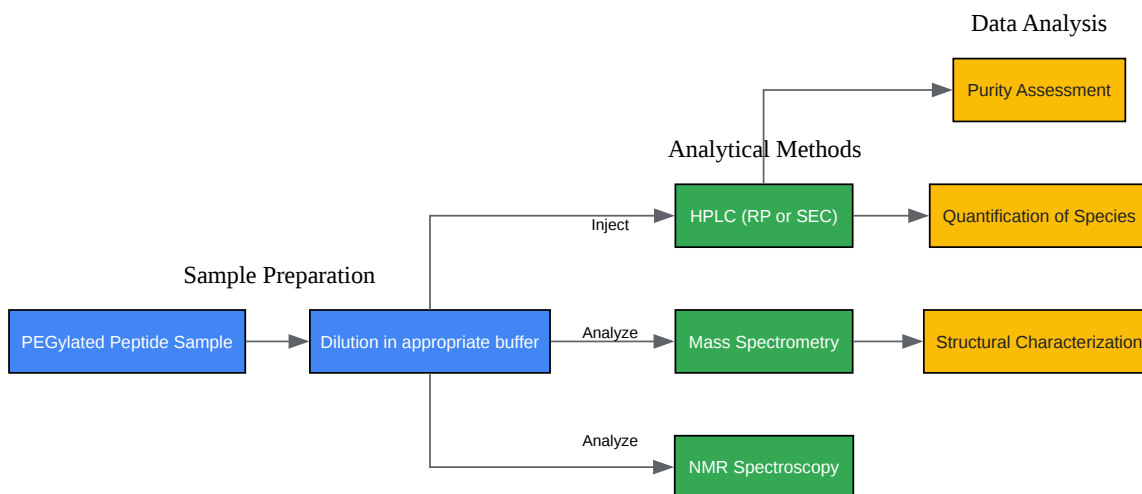 Data Analysis
Purity Assessment
Analytical Methods
HPLC (RP or SEC)
Quantification of Species
Inject
Sample Preparation
PEGylated Peptide Sample
Dilution in appropriate buffer
Analyze
Mass Spectrometry
Structural Characterization
Analyze
NMR Spectroscopy